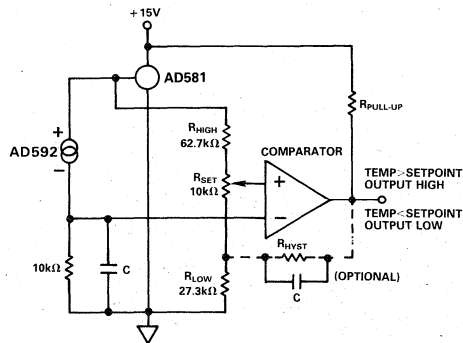 +15V
AD581
RPULL-UP
RHIGH
62.7kΩ
COMPARATOR
AD592
+
−
RSET
10kΩ
+
−
TEMP>SETPOINT
OUTPUT HIGH
TEMP<SETPOINT
OUTPUT LOW
10kΩ
C
RHYST
(OPTIONAL)
C
RLOW
27.3kΩ